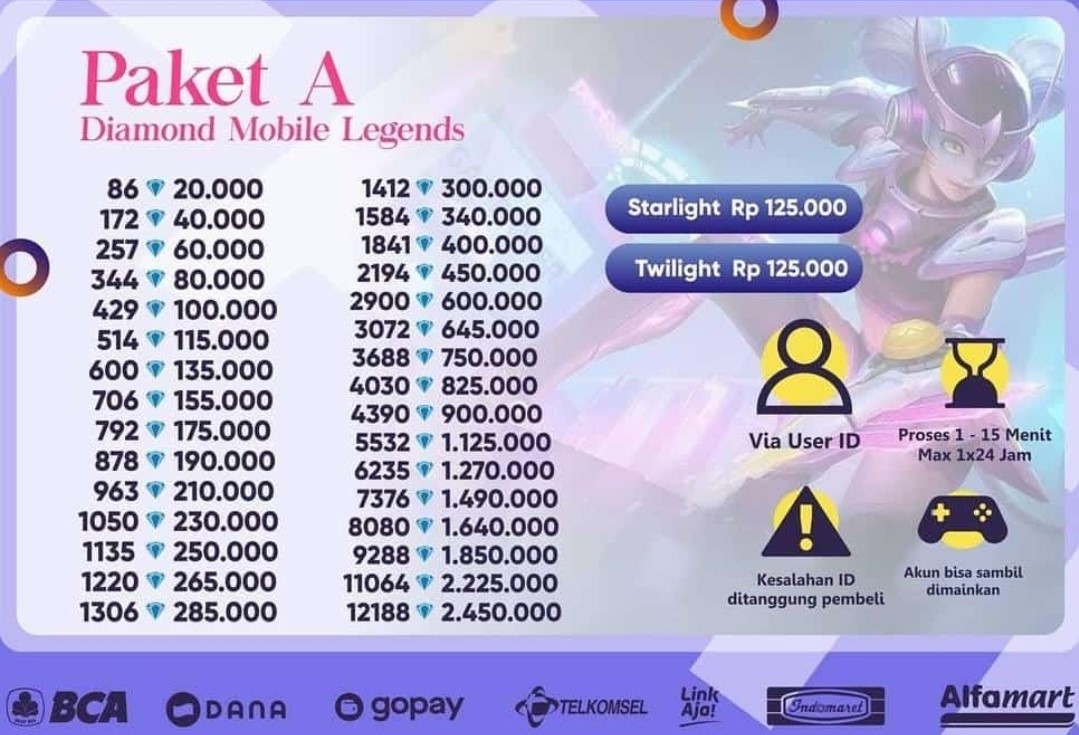 Paket A
Diamond Mobile Legends
86 20.000
172 40.000
257 60.000
344 80.000
429 100.000
514 115.000
600 135.000
706 155.000
792 175.000
878 190.000
963 210.000
1050 230.000
1135 250.000
1220 265.000
1306 285.000
1412 300.000
1584 340.000
1841 400.000
2194 450.000
2900 600.000
3072 645.000
3688 750.000
4030 825.000
4390 900.000
5532 1.125.000
6235 1.270.000
7376 1.490.000
8080 1.640.000
9288 1.850.000
11064 2.225.000
12188 2.450.000
Starlight Rp 125.000
Twilight Rp 125.000
Via User ID
Proses 1 - 15 Menit
Max 1x24 Jam
Kesalahan ID
ditanggung pembeli
Akun bisa sambil
dimainkan
BCA
DANA
gopay
TELKOMSEL
Link
Aja!
Indomaret
Alfamart